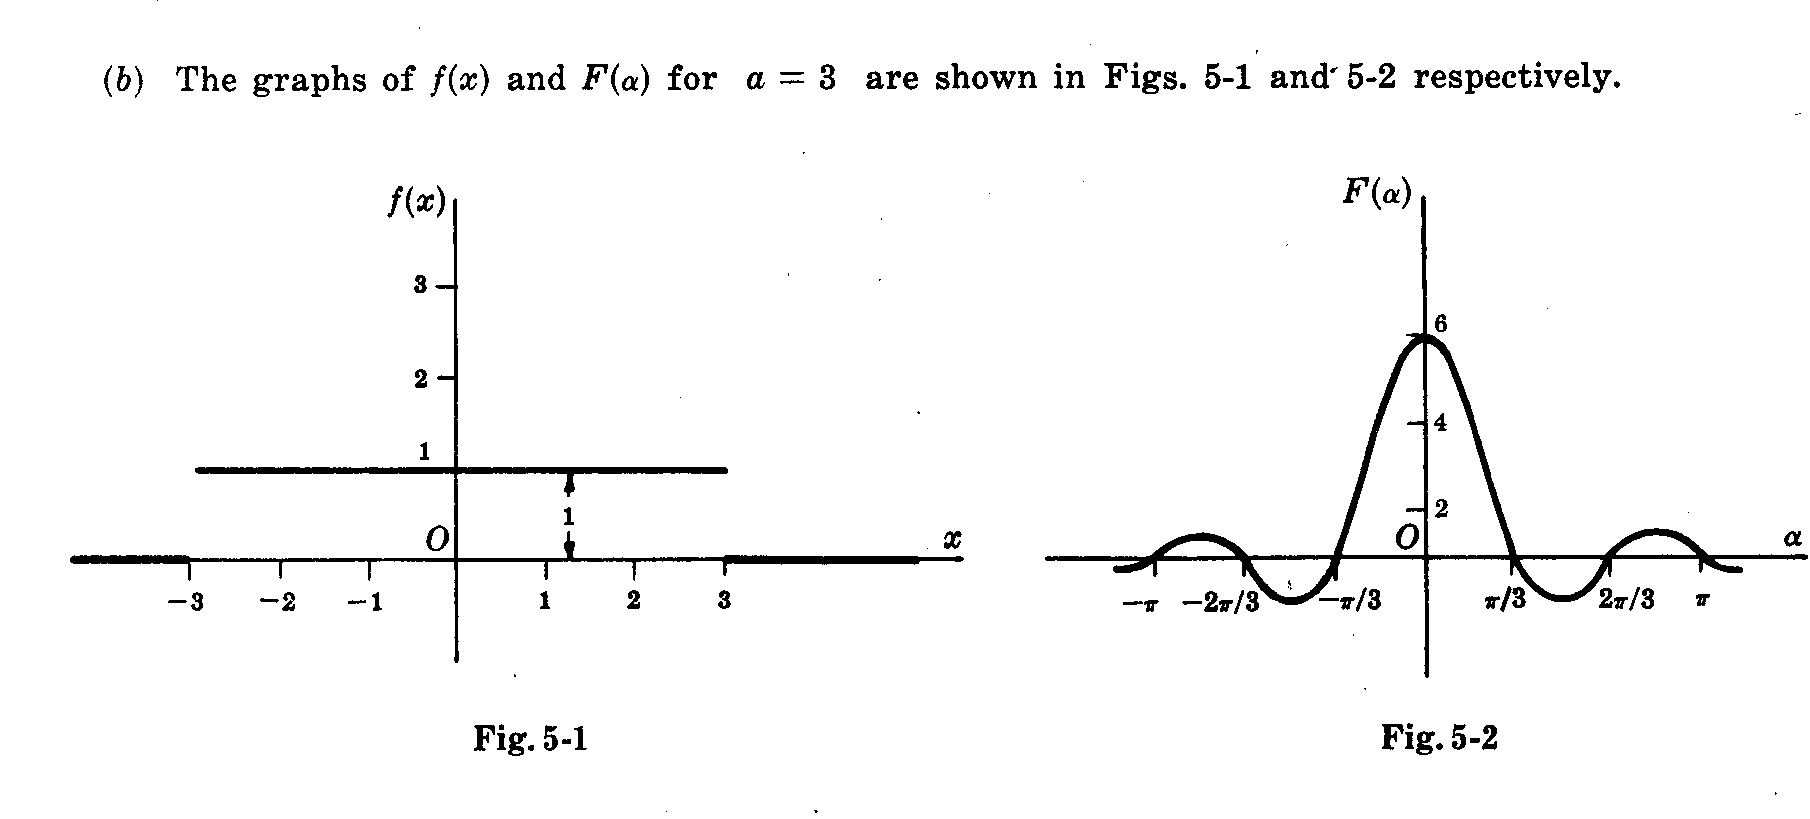 (b) The graphs of f(x) and F(α) for a = 3 are shown in Figs. 5-1 and 5-2 respectively.
f(x)
3
2
1
1
O
x
−3 −2 −1 1 2 3
Fig. 5-1
F(α)
6
4
2
O
α
−π −2π/3 −π/3 π/3 2π/3 π
Fig. 5-2